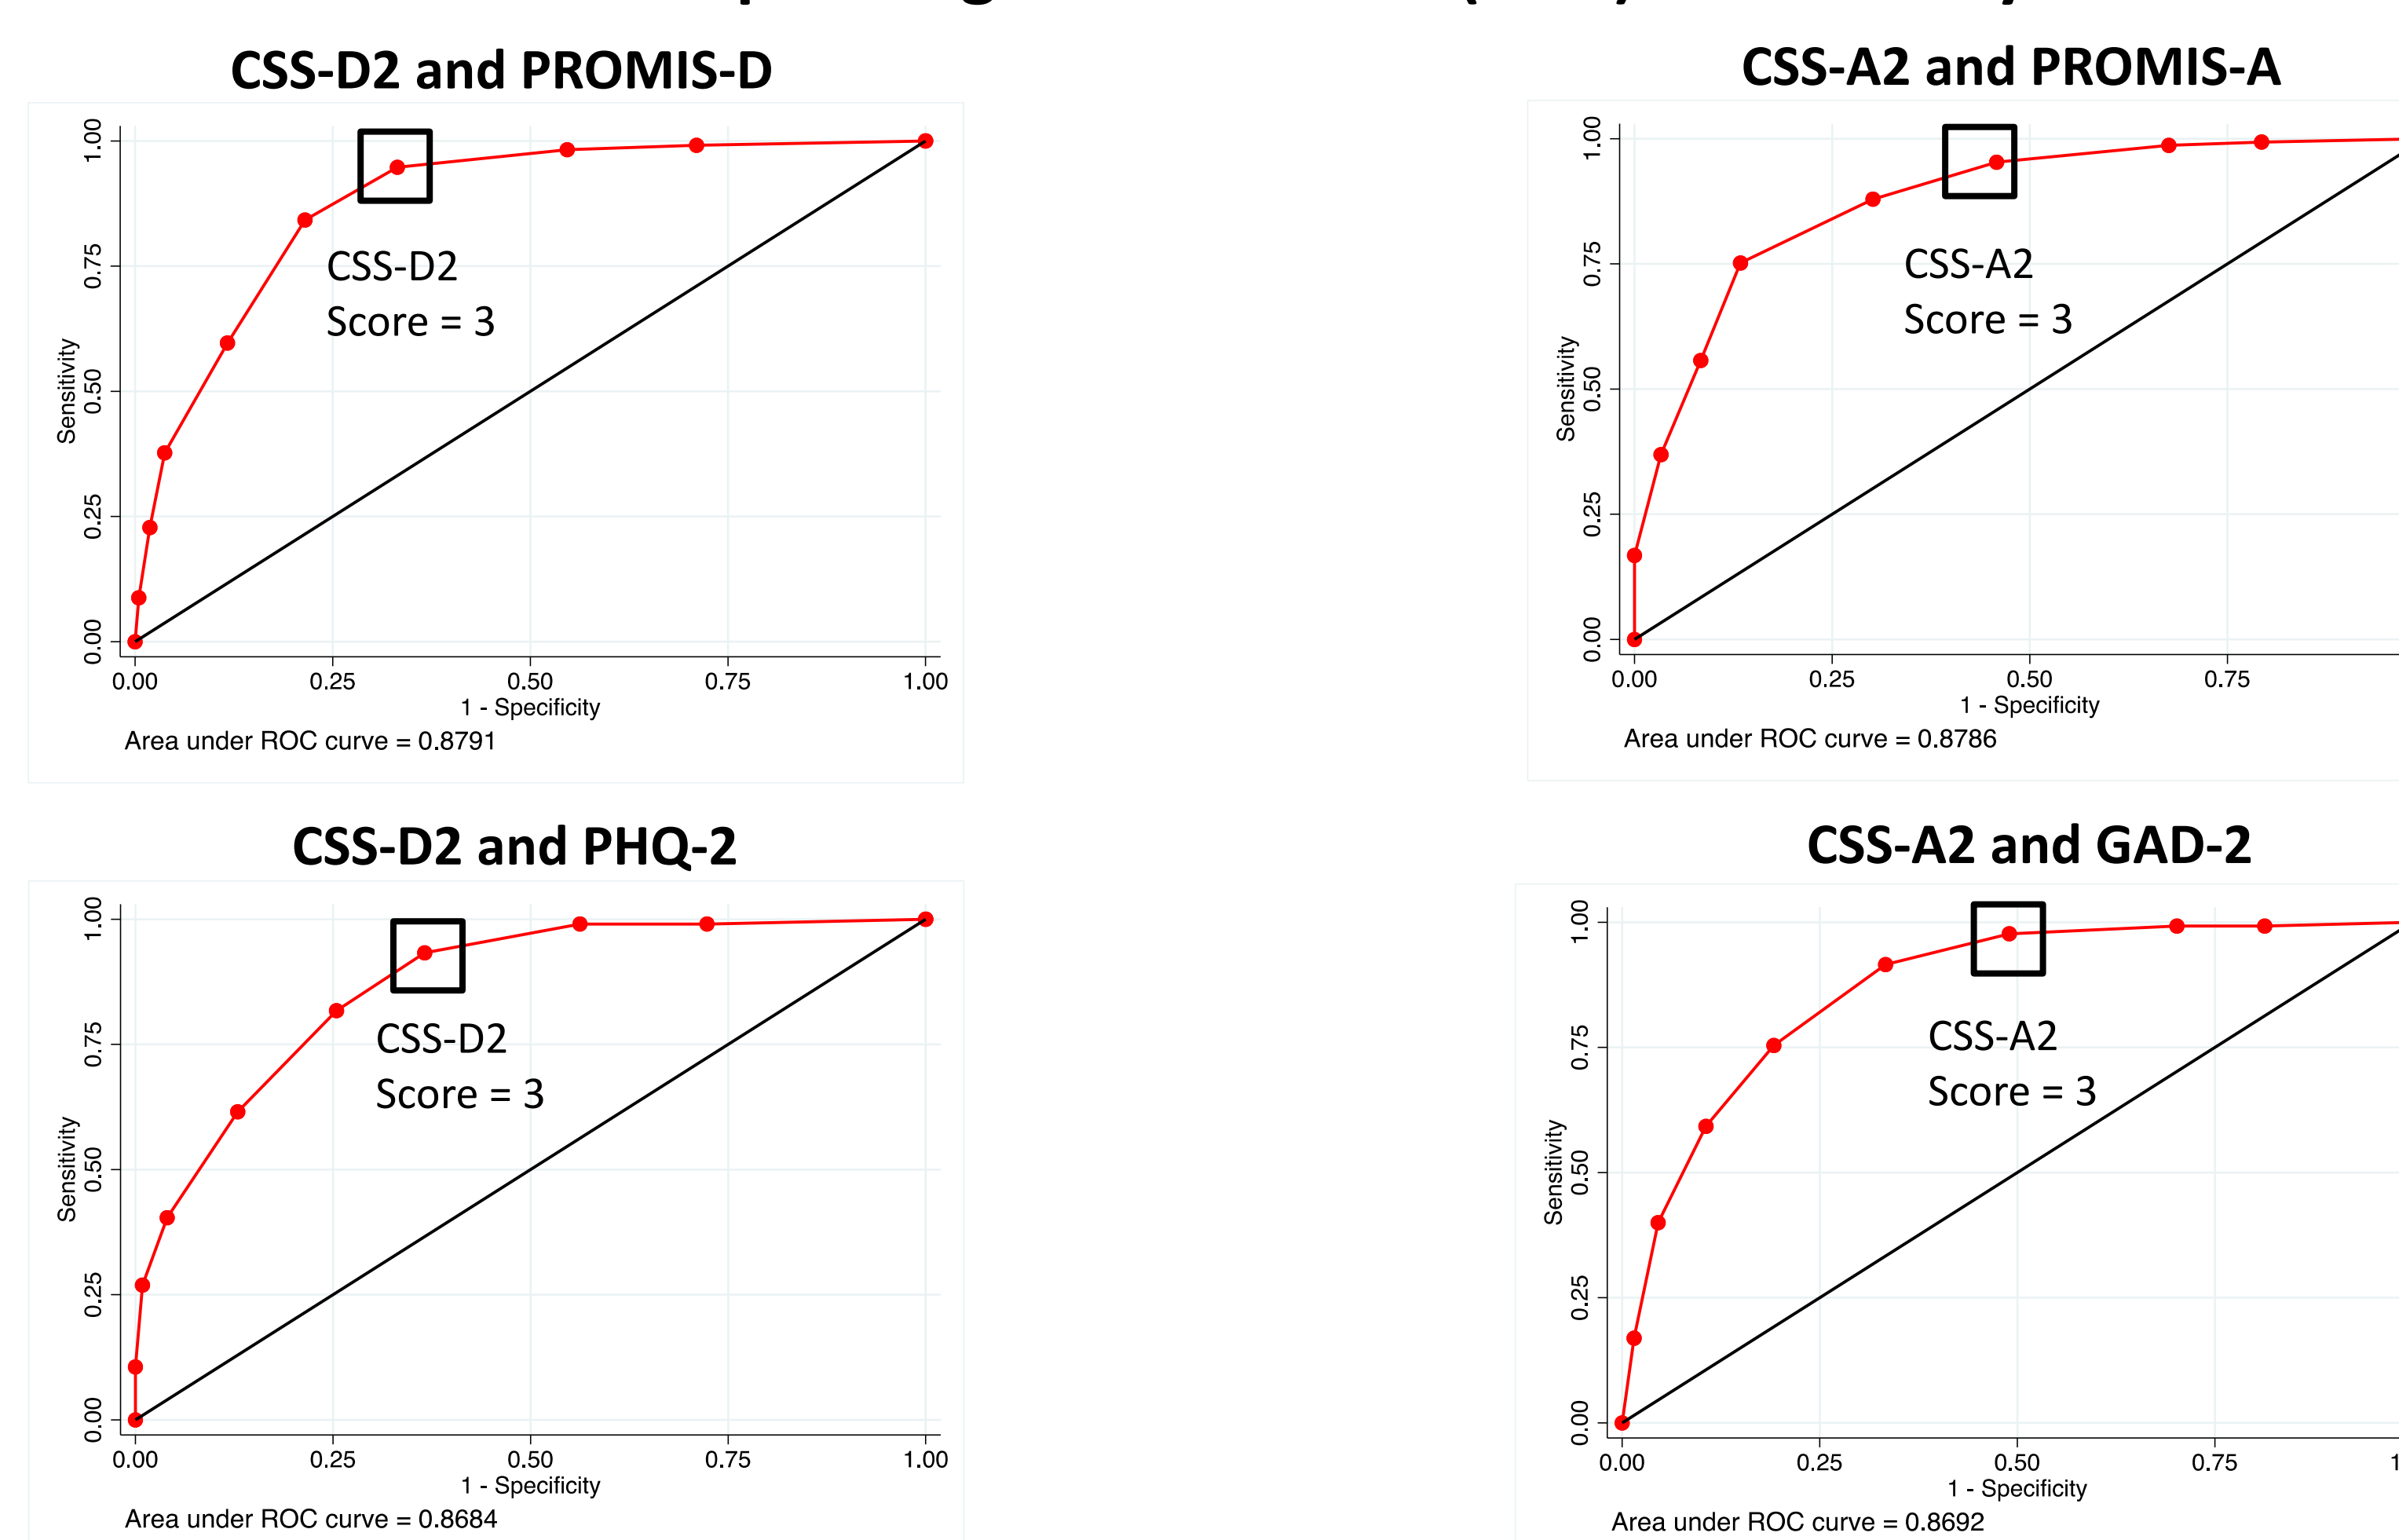 CSS-D2 and PROMIS-D
1.00
0.75
0.50
0.25
0.00
Sensitivity
CSS-D2
Score = 3
0.00 0.25 0.50 0.75 1.00
1 - Specificity
Area under ROC curve = 0.8791
CSS-A2 and PROMIS-A
1.00
0.75
0.50
0.25
0.00
Sensitivity
CSS-A2
Score = 3
0.00 0.25 0.50 0.75
1 - Specificity
Area under ROC curve = 0.8786
CSS-D2 and PHQ-2
1.00
0.75
0.50
0.25
0.00
Sensitivity
CSS-D2
Score = 3
0.00 0.25 0.50 0.75 1.00
1 - Specificity
Area under ROC curve = 0.8684
CSS-A2 and GAD-2
1.00
0.75
0.50
0.25
0.00
Sensitivity
CSS-A2
Score = 3
0.00 0.25 0.50 0.75
1 - Specificity
Area under ROC curve = 0.8692